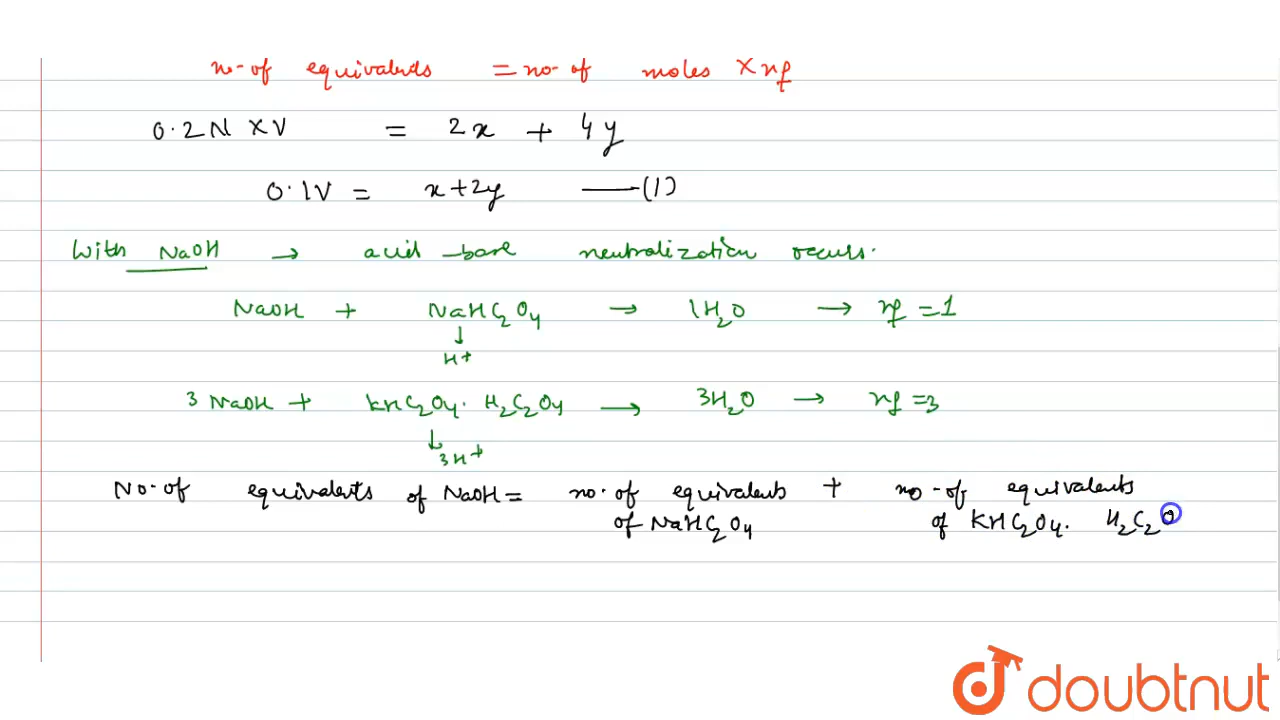 no. of equivalents = no. of moles × nf
0.2N × V = 2x + 4y
0.1V = x+2y —(1)
With NaOH → acid-base neutralization occurs.
NaOH + NaHC₂O₄ → 1H₂O → nf = 1
↓
H+
3 NaOH + KHC₂O₄. H₂C₂O₄ → 3H₂O → nf = 3
↓
3H+
No. of equivalents of NaOH = no. of equivalents + no. of equivalents
of NaHC₂O₄ of KHC₂O₄. H₂C₂O
doubtnut